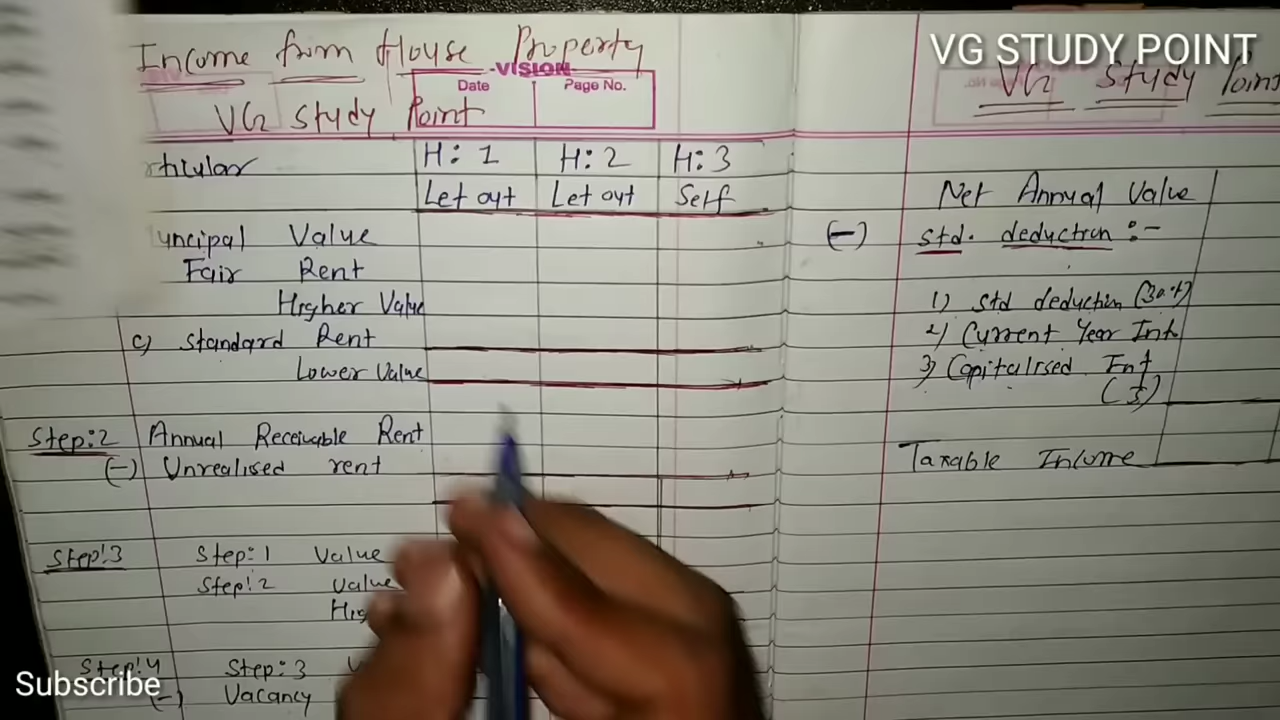 Income from House Property
VISION
Date
Page No.
VG Study Point
rticular
H: 1
H: 2
H: 3
Let out
Let out
Self
uncipal Value
Fair Rent
Higher Value
c) Standard Rent
Lower Value
Step:2 Annual Receivable Rent
(-) Unrealised rent
Step:3 Step:1 Value
Step:2 Value
Hig
Step:4 Step:3
(-) Vacancy
Subscribe
VG STUDY POINT
VG Study Point
Net Annual Value
(-) std. deduction :-
1) Std deduction (30%)
2) Current Year Int.
3) Capitalised Int
Taxable Income